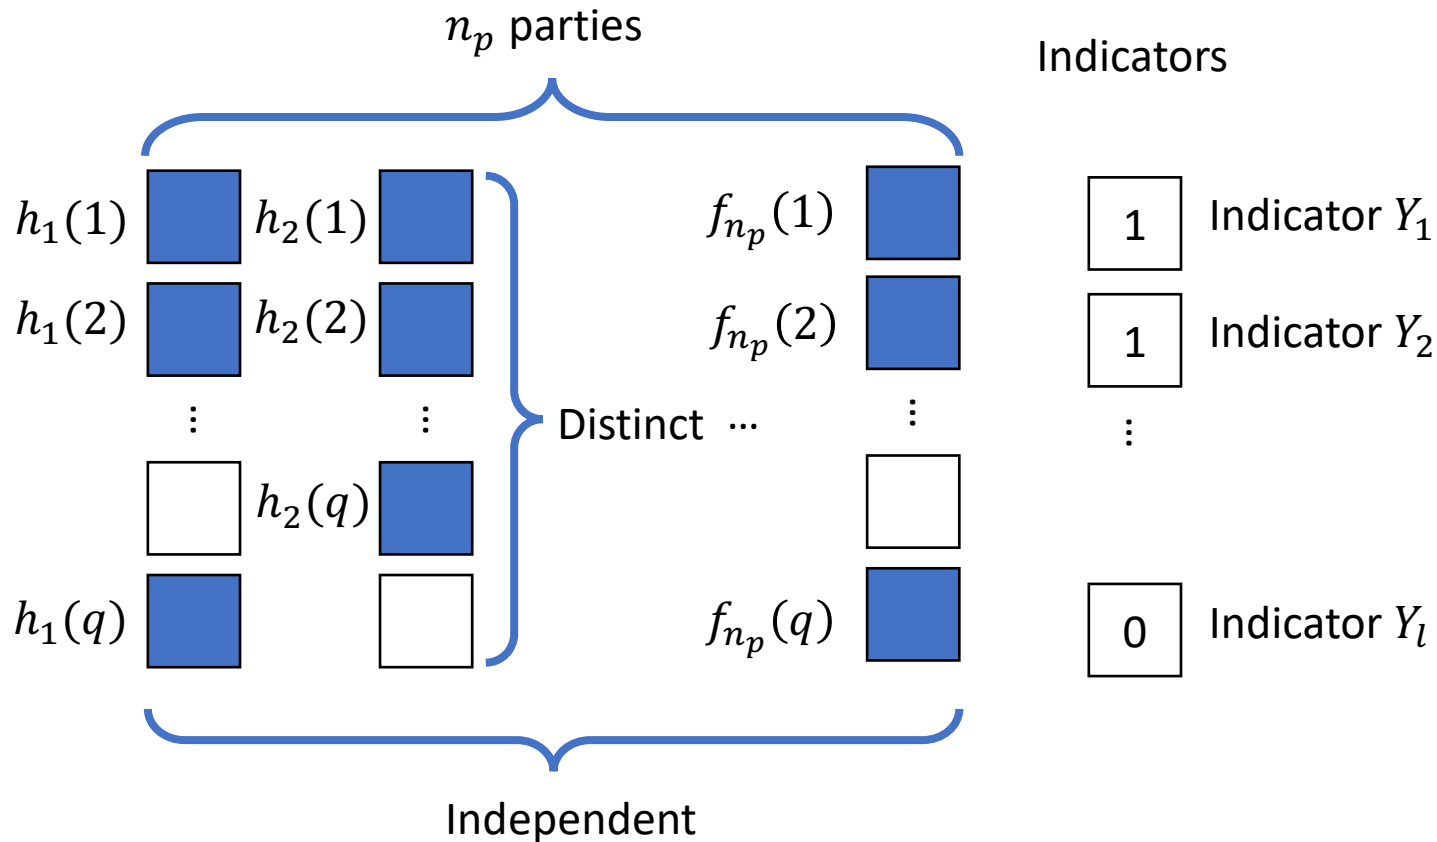 n_p parties
Indicators
h_1(1) h_2(1) f_{n_p}(1) 1 Indicator Y_1
h_1(2) h_2(2) f_{n_p}(2) 1 Indicator Y_2
⋮ ⋮ Distinct ... ⋮ ⋮
h_2(q)
h_1(q) f_{n_p}(q) 0 Indicator Y_l
Independent